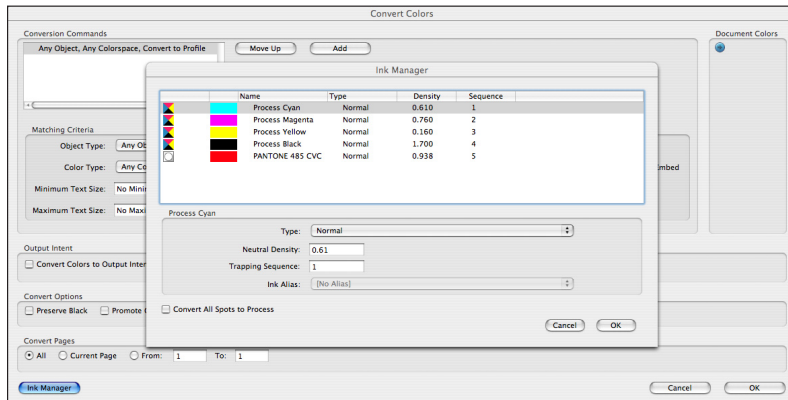 Convert Colors
Conversion Commands
Document Colors
Any Object, Any Colorspace, Convert to Profile
Move Up
Add
Ink Manager
Name Type Density Sequence
Process Cyan Normal 0.610 1
Process Magenta Normal 0.760 2
Process Yellow Normal 0.160 3
Process Black Normal 1.700 4
PANTONE 485 CVC Normal 0.938 5
Matching Criteria
Object Type: Any Ob
Color Type: Any Co
mbed
Minimum Text Size: No Mini
Maximum Text Size: No Maxi
Process Cyan
Type: Normal
Neutral Density: 0.61
Trapping Sequence: 1
Ink Alias: [No Alias]
Output Intent
Convert Colors to Output Inten
Convert All Spots to Process
Cancel OK
Convert Options
Preserve Black Promote
Convert Pages
All Current Page From: 1 To: 1
Ink Manager Cancel OK